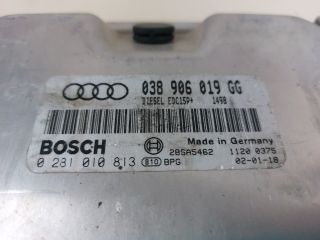 038 906 019 GG
DIESEL EDC15P+ 1498
BOSCH Made in Germany
28SA5462 1120 0375
0 281 010 813 E10 BPG 02-01-18